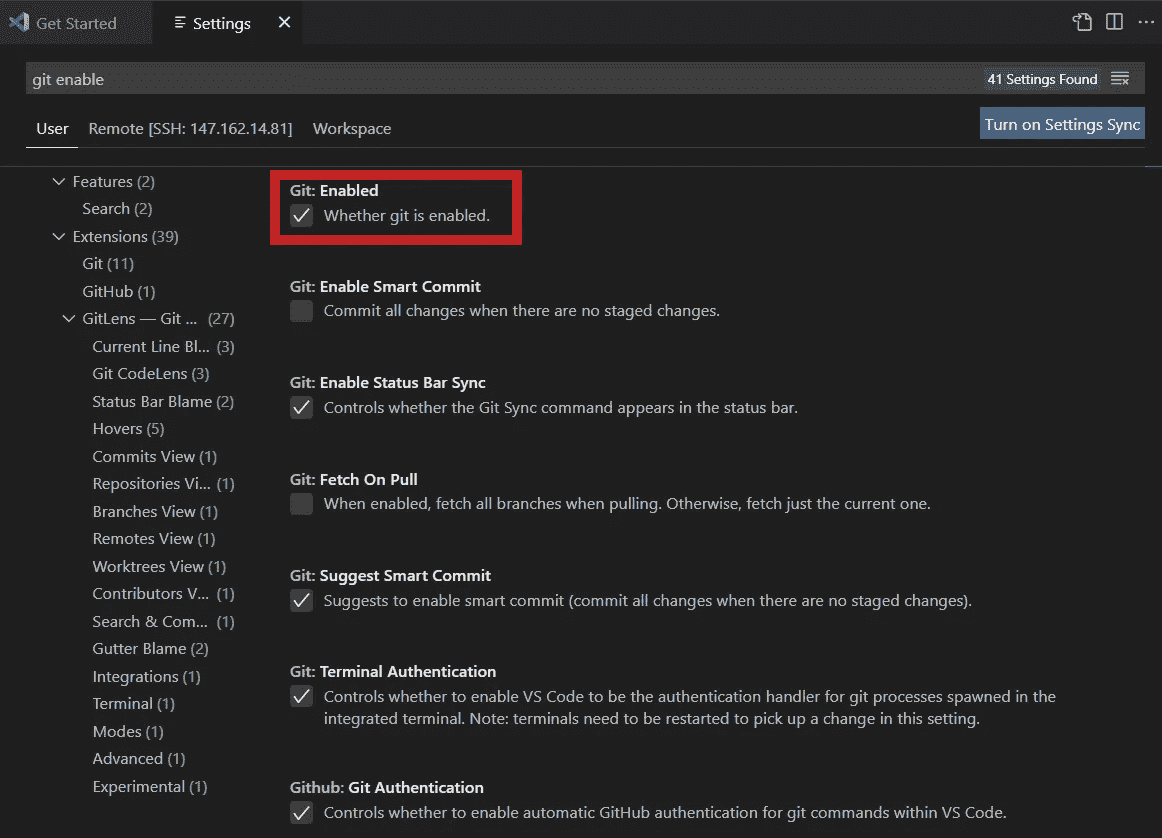 Get Started
Settings
git enable
41 Settings Found
User
Remote [SSH: 147.162.14.81]
Workspace
Turn on Settings Sync
Features (2)
Search (2)
Extensions (39)
Git (11)
GitHub (1)
GitLens — Git ... (27)
Current Line Bl... (3)
Git CodeLens (3)
Status Bar Blame (2)
Hovers (5)
Commits View (1)
Repositories Vi... (1)
Branches View (1)
Remotes View (1)
Worktrees View (1)
Contributors V... (1)
Search & Com... (1)
Gutter Blame (2)
Integrations (1)
Terminal (1)
Modes (1)
Advanced (1)
Experimental (1)
Git: Enabled
Whether git is enabled.
Git: Enable Smart Commit
Commit all changes when there are no staged changes.
Git: Enable Status Bar Sync
Controls whether the Git Sync command appears in the status bar.
Git: Fetch On Pull
When enabled, fetch all branches when pulling. Otherwise, fetch just the current one.
Git: Suggest Smart Commit
Suggests to enable smart commit (commit all changes when there are no staged changes).
Git: Terminal Authentication
Controls whether to enable VS Code to be the authentication handler for git processes spawned in the
integrated terminal. Note: terminals need to be restarted to pick up a change in this setting.
Github: Git Authentication
Controls whether to enable automatic GitHub authentication for git commands within VS Code.